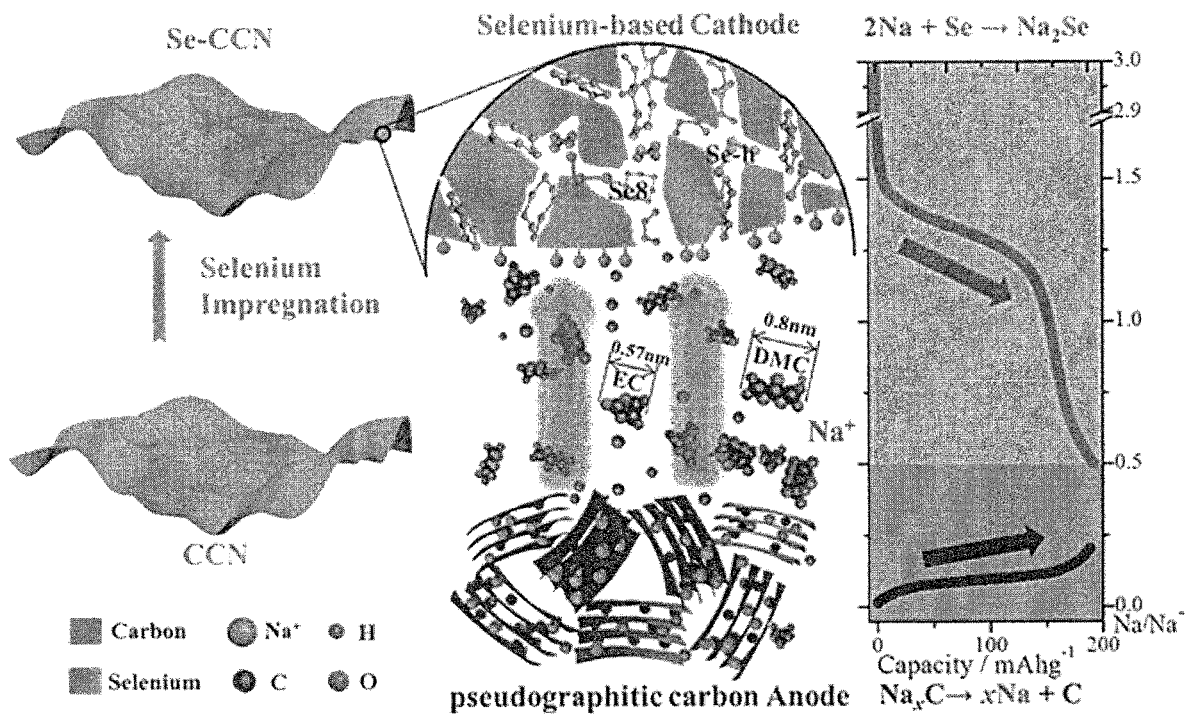 Se-CCN
Selenium
Impregnation
CCN
Carbon
Na⁺
H
Selenium
C
O
Selenium-based Cathode
Se-n
Se8
0.57nm
EC
0.8nm
DMC
Na⁺
pseudographitic carbon Anode
2Na + Se → Na₂Se
3.0
2.9
1.5
1.0
0.5
0.0
Na/Na⁻
0
100
200
Capacity / mAhg⁻¹
NaₓC→ xNa + C